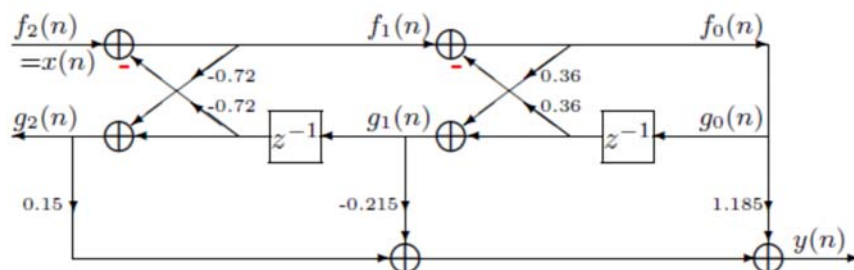 f₂(n) f₁(n) f₀(n)
=x(n) - -
-0.72 0.36
-0.72 0.36
g₂(n) z⁻¹ g₁(n) z⁻¹ g₀(n)
0.15 -0.215 1.185
y(n)